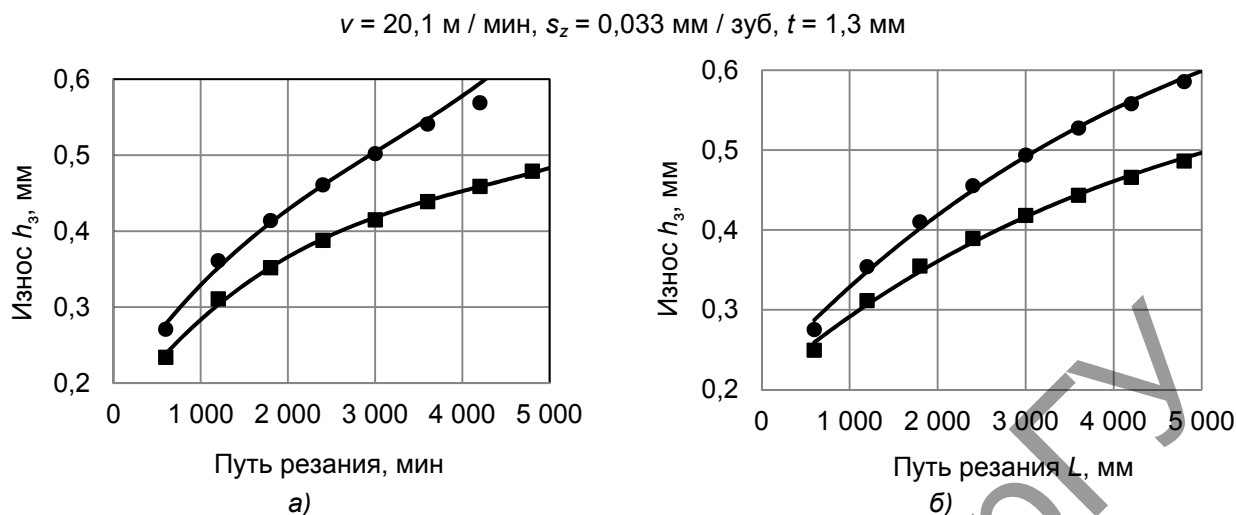 v = 20,1 м / мин, s_z = 0,033 мм / зуб, t = 1,3 мм
Износ h_з, мм
0,6
0,5
0,4
0,3
0,2
0 1 000 2 000 3 000 4 000 5 000
Путь резания, мин
а)
Износ h_з, мм
0,6
0,5
0,4
0,3
0,2
0 1 000 2 000 3 000 4 000 5 000
Путь резания L, мм
б)
рГУ